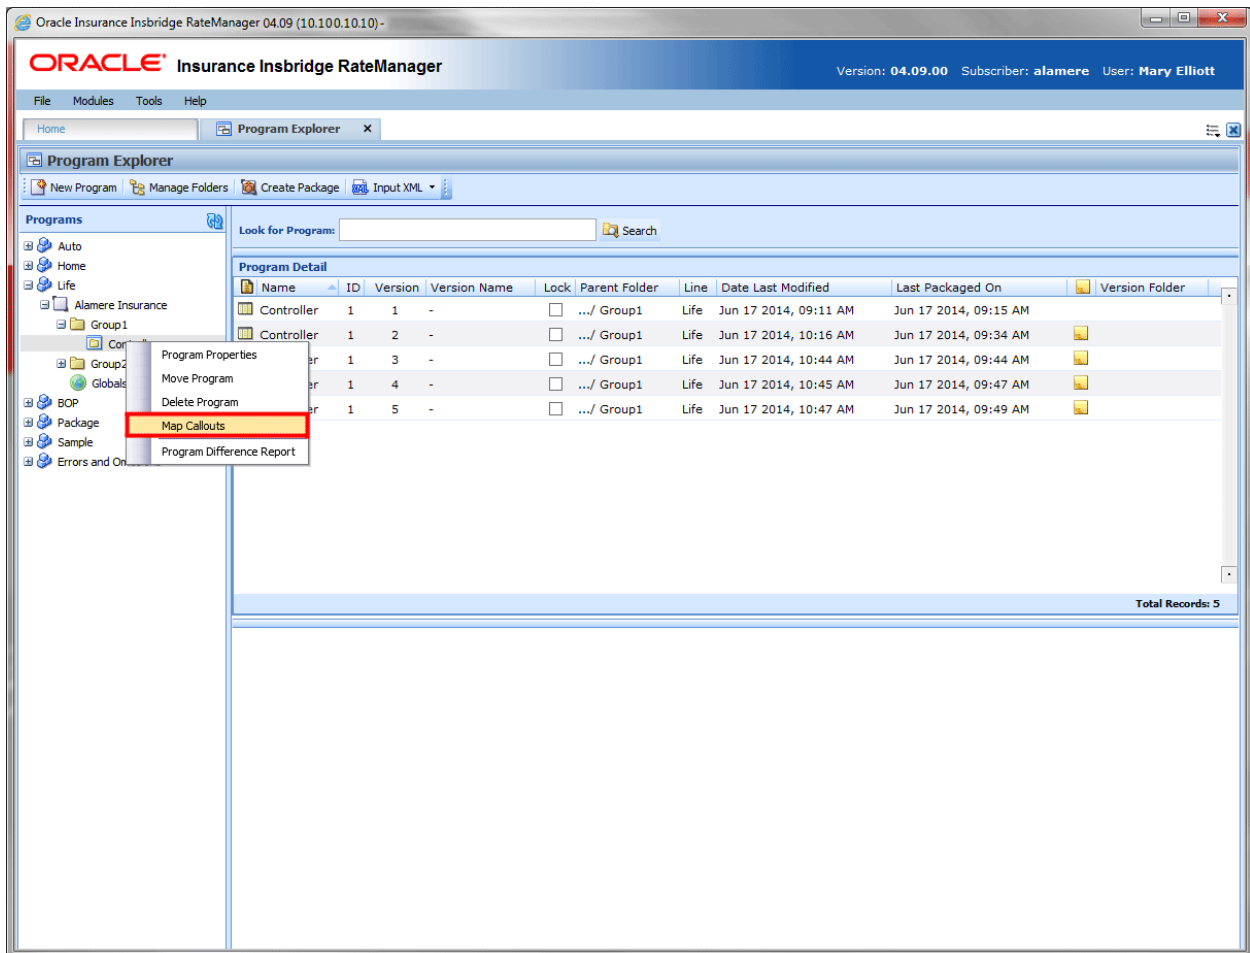 Oracle Insurance Insbridge RateManager 04.09 (10.100.10.10) -
ORACLE Insurance Insbridge RateManager
Version: 04.09.00 Subscriber: alamere User: Mary Elliott
File Modules Tools Help
Home Program Explorer x
Program Explorer
New Program Manage Folders Create Package Input XML
Programs
Auto
Home
Life
Alamere Insurance
Group1
Group2
Globals
BOP
Package
Sample
Errors and
Program Properties
Move Program
Delete Program
Map Callouts
Program Difference Report
Look for Program: Search
Program Detail
Name ID Version Version Name Lock Parent Folder Line Date Last Modified Last Packaged On Version Folder
Controller 1 1 - .../ Group1 Life Jun 17 2014, 09:11 AM Jun 17 2014, 09:15 AM
Controller 1 2 - .../ Group1 Life Jun 17 2014, 10:16 AM Jun 17 2014, 09:34 AM
er 1 3 - .../ Group1 Life Jun 17 2014, 10:44 AM Jun 17 2014, 09:44 AM
1 4 - .../ Group1 Life Jun 17 2014, 10:45 AM Jun 17 2014, 09:47 AM
er 1 5 - .../ Group1 Life Jun 17 2014, 10:47 AM Jun 17 2014, 09:49 AM
Total Records: 5